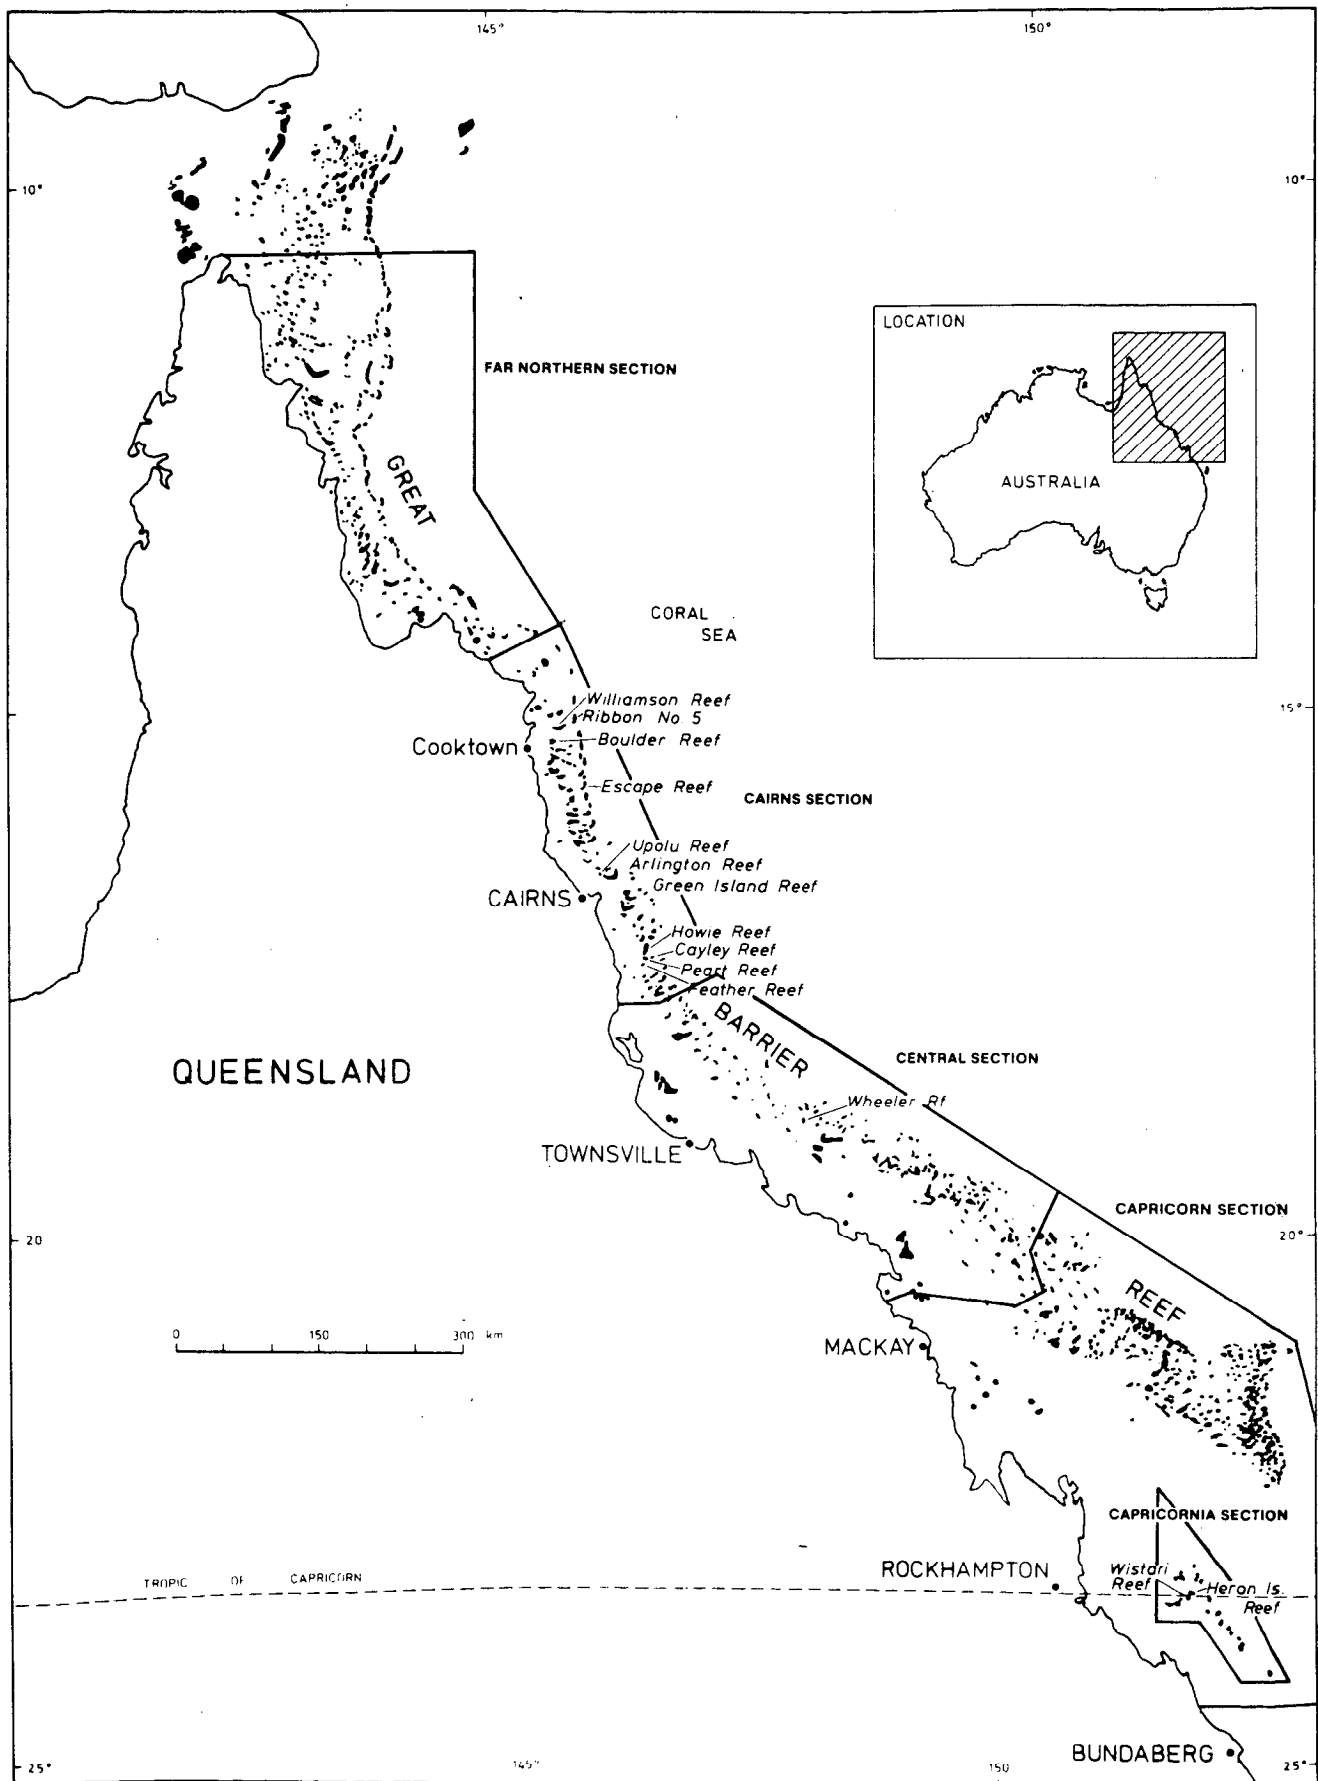 145°
150°
10°
10°
LOCATION
AUSTRALIA
FAR NORTHERN SECTION
GREAT
CORAL
SEA
Williamson Reef
Ribbon No. 5
15°
Cooktown
Boulder Reef
Escape Reef
CAIRNS SECTION
Upolu Reef
Arlington Reef
Green Island Reef
CAIRNS
Howie Reef
Cayley Reef
Peart Reef
Feather Reef
BARRIER
QUEENSLAND
CENTRAL SECTION
Wheeler Rf
TOWNSVILLE
CAPRICORN SECTION
20
20°
REEF
0 150 300 km
MACKAY
CAPRICORNIA SECTION
ROCKHAMPTON
Wistari
Reef
Heron Is.
Reef
TROPIC OF CAPRICORN
BUNDABERG
25°
145°
150
25°